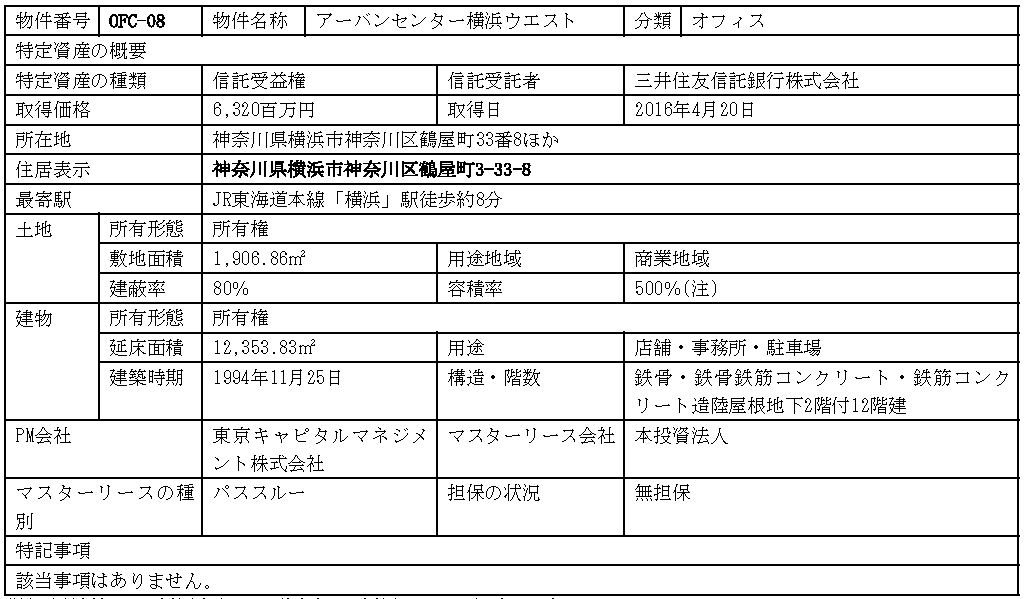 物件番号 OFC-08 物件名称 アーバンセンター横浜ウエスト 分類 オフィス
特定資産の概要
特定資産の種類 信託受益権 信託受託者 三井住友信託銀行株式会社
取得価格 6,320百万円 取得日 2016年4月20日
所在地 神奈川県横浜市神奈川区鶴屋町33番8ほか
住居表示 神奈川県横浜市神奈川区鶴屋町3-33-8
最寄駅 JR東海道本線「横浜」駅徒歩約8分
土地 所有形態 所有権
敷地面積 1,906.86㎡ 用途地域 商業地域
建蔽率 80% 容積率 500%(注)
建物 所有形態 所有権
延床面積 12,353.83㎡ 用途 店舗・事務所・駐車場
建築時期 1994年11月25日 構造・階数 鉄骨・鉄骨鉄筋コンクリート・鉄筋コンク
リート造陸屋根地下2階付12階建
PM会社 東京キャピタルマネジメ マスターリース会社 本投資法人
ント株式会社
マスターリースの種 パススルー 担保の状況 無担保
別
特記事項
該当事項はありません。